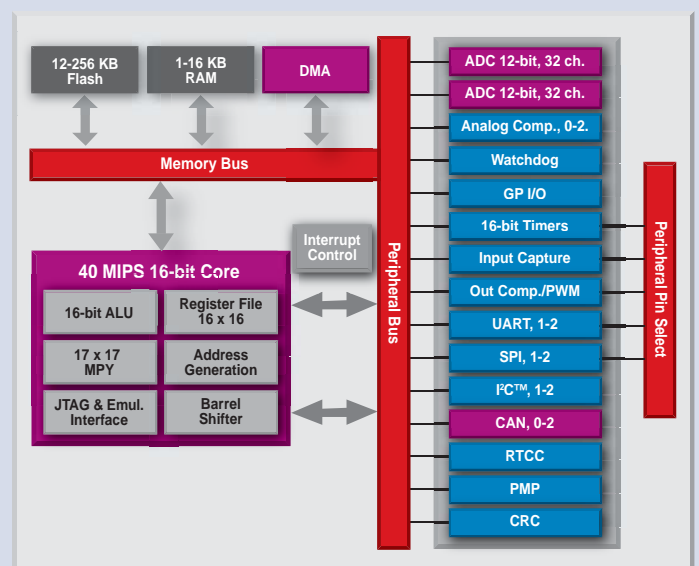 12-256 KB
Flash
1-16 KB
RAM
DMA
Memory Bus
40 MIPS 16-bit Core
16-bit ALU
Register File
16 x 16
17 x 17
MPY
Address
Generation
JTAG & Emul.
Interface
Barrel
Shifter
Interrupt
Control
Peripheral Bus
ADC 12-bit, 32 ch.
ADC 12-bit, 32 ch.
Analog Comp., 0-2.
Watchdog
GP I/O
16-bit Timers
Input Capture
Out Comp./PWM
UART, 1-2
SPI, 1-2
I²C™, 1-2
CAN, 0-2
RTCC
PMP
CRC
Peripheral Pin Select